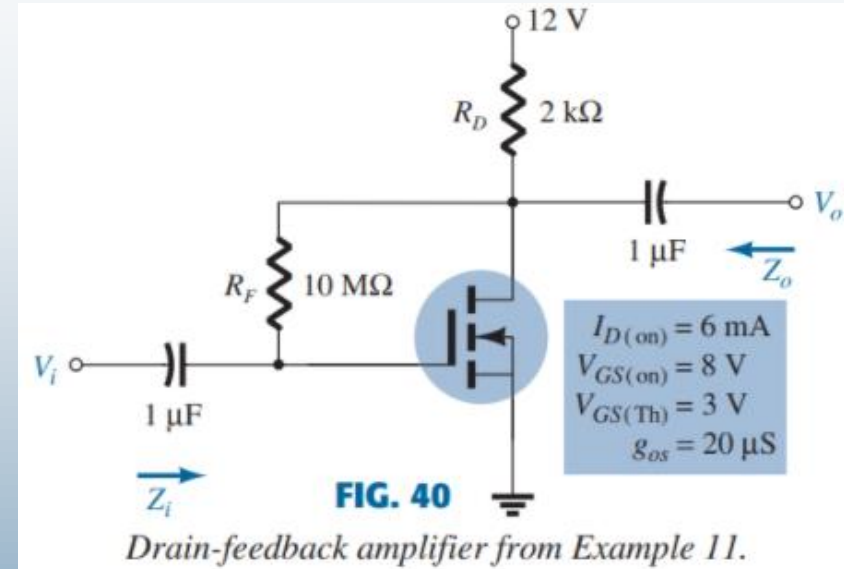 12 V
R_D 2 kΩ
V_o
1 μF
Z_o
R_F 10 MΩ
I_D(on) = 6 mA
V_GS(on) = 8 V
V_GS(Th) = 3 V
g_os = 20 μS
V_i
1 μF
Z_i
FIG. 40
Drain-feedback amplifier from Example 11.